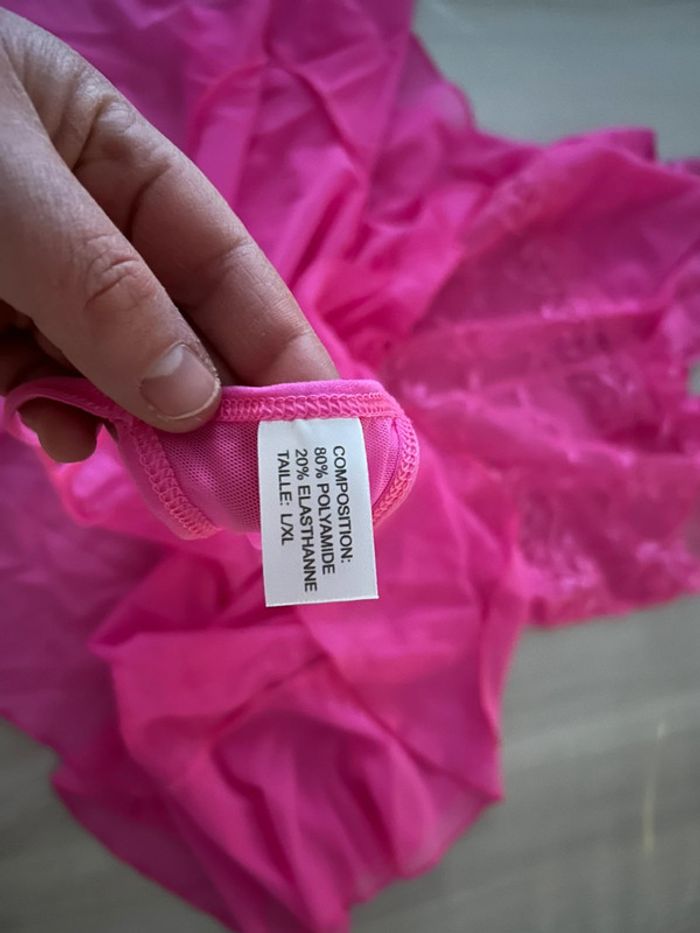 COMPOSITION:
80% POLYAMIDE
20% ELASTHANNE
TAILLE: L/XL